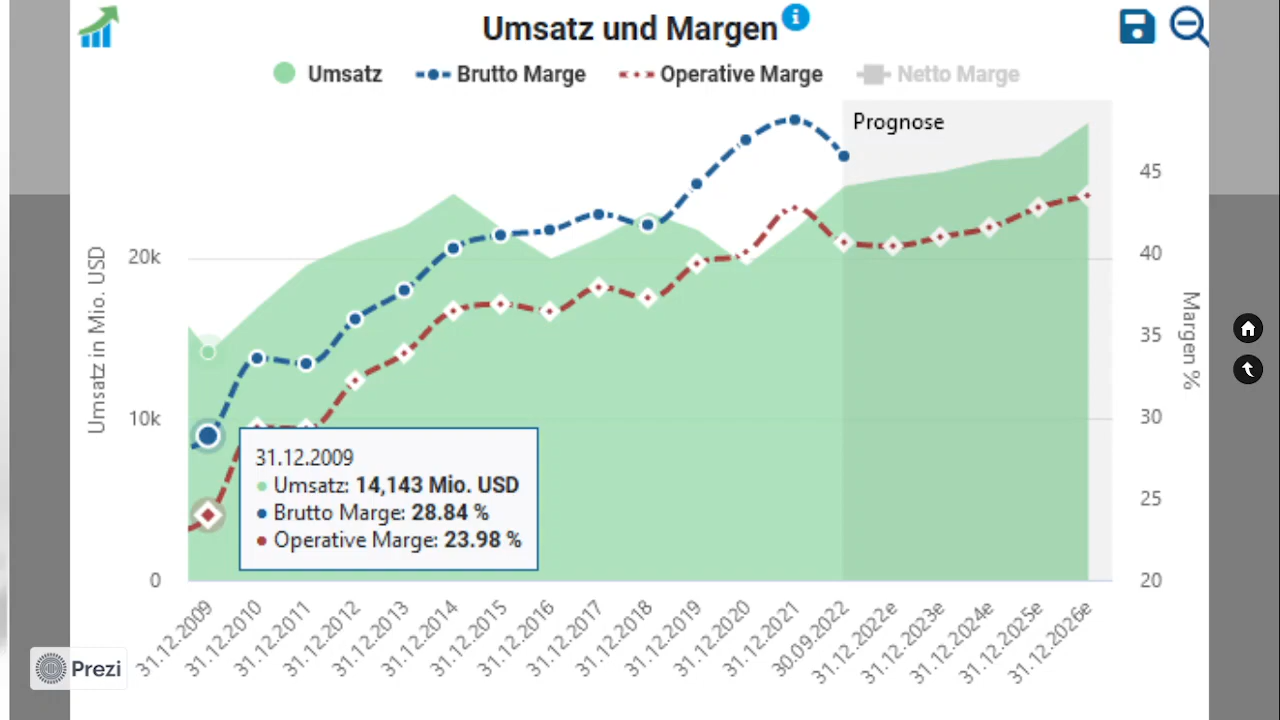 Umsatz und Margen
Umsatz
Brutto Marge
Operative Marge
Netto Marge
Prognose
Umsatz in Mio. USD
20k
10k
0
45
40
35
30
25
20
Margen %
31.12.2009
Umsatz: 14,143 Mio. USD
Brutto Marge: 28.84 %
Operative Marge: 23.98 %
31.12.2009
31.12.2010
31.12.2011
31.12.2012
31.12.2013
31.12.2014
31.12.2015
31.12.2016
31.12.2017
31.12.2018
31.12.2019
31.12.2020
31.12.2021
30.09.2022
31.12.2022e
31.12.2023e
31.12.2024e
31.12.2025e
31.12.2026e
Prezi